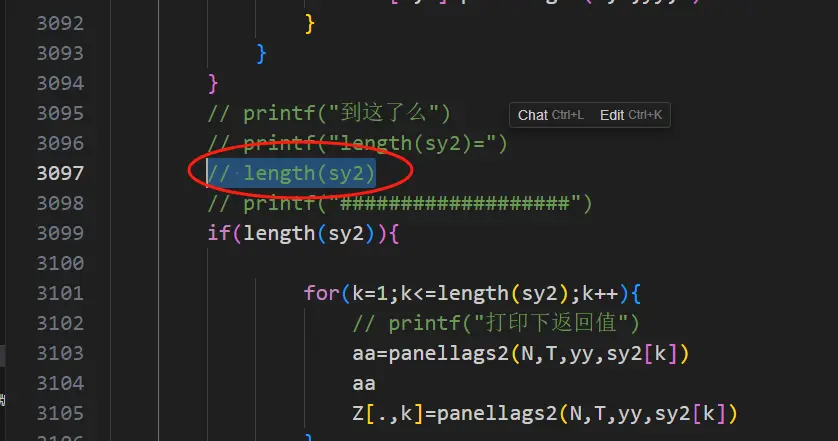 3092 }
3093 }
3094 }
3095 // printf("到这了么")
Chat Ctrl+L Edit Ctrl+K
3096 // printf("length(sy2)=")
3097 // length(sy2)
3098 // printf("###################")
3099 if(length(sy2)){
3100
3101 for(k=1;k<=length(sy2);k++){
3102 // printf("打印下返回值")
3103 aa=panellags2(N,T,yy,sy2[k])
3104 aa
3105 Z[.,k]=panellags2(N,T,yy,sy2[k])